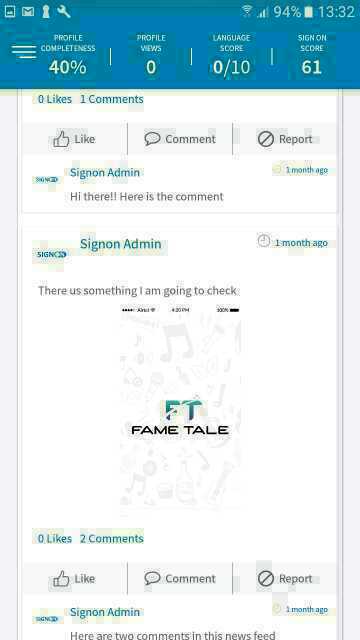 94% 13:32
PROFILE COMPLETENESS
40%
PROFILE VIEWS
0
LANGUAGE SCORE
0/10
SIGN ON SCORE
61
0 Likes 1 Comments
Like Comment Report
SIGNON Signon Admin 1 month ago
Hi there!! Here is the comment
SIGNON Signon Admin 1 month ago
There us something I am going to check
Airtel 4:20 PM 100%
FT
FAME TALE
0 Likes 2 Comments
Like Comment Report
SIGNON Signon Admin 1 month ago
Here are two comments in this news feed